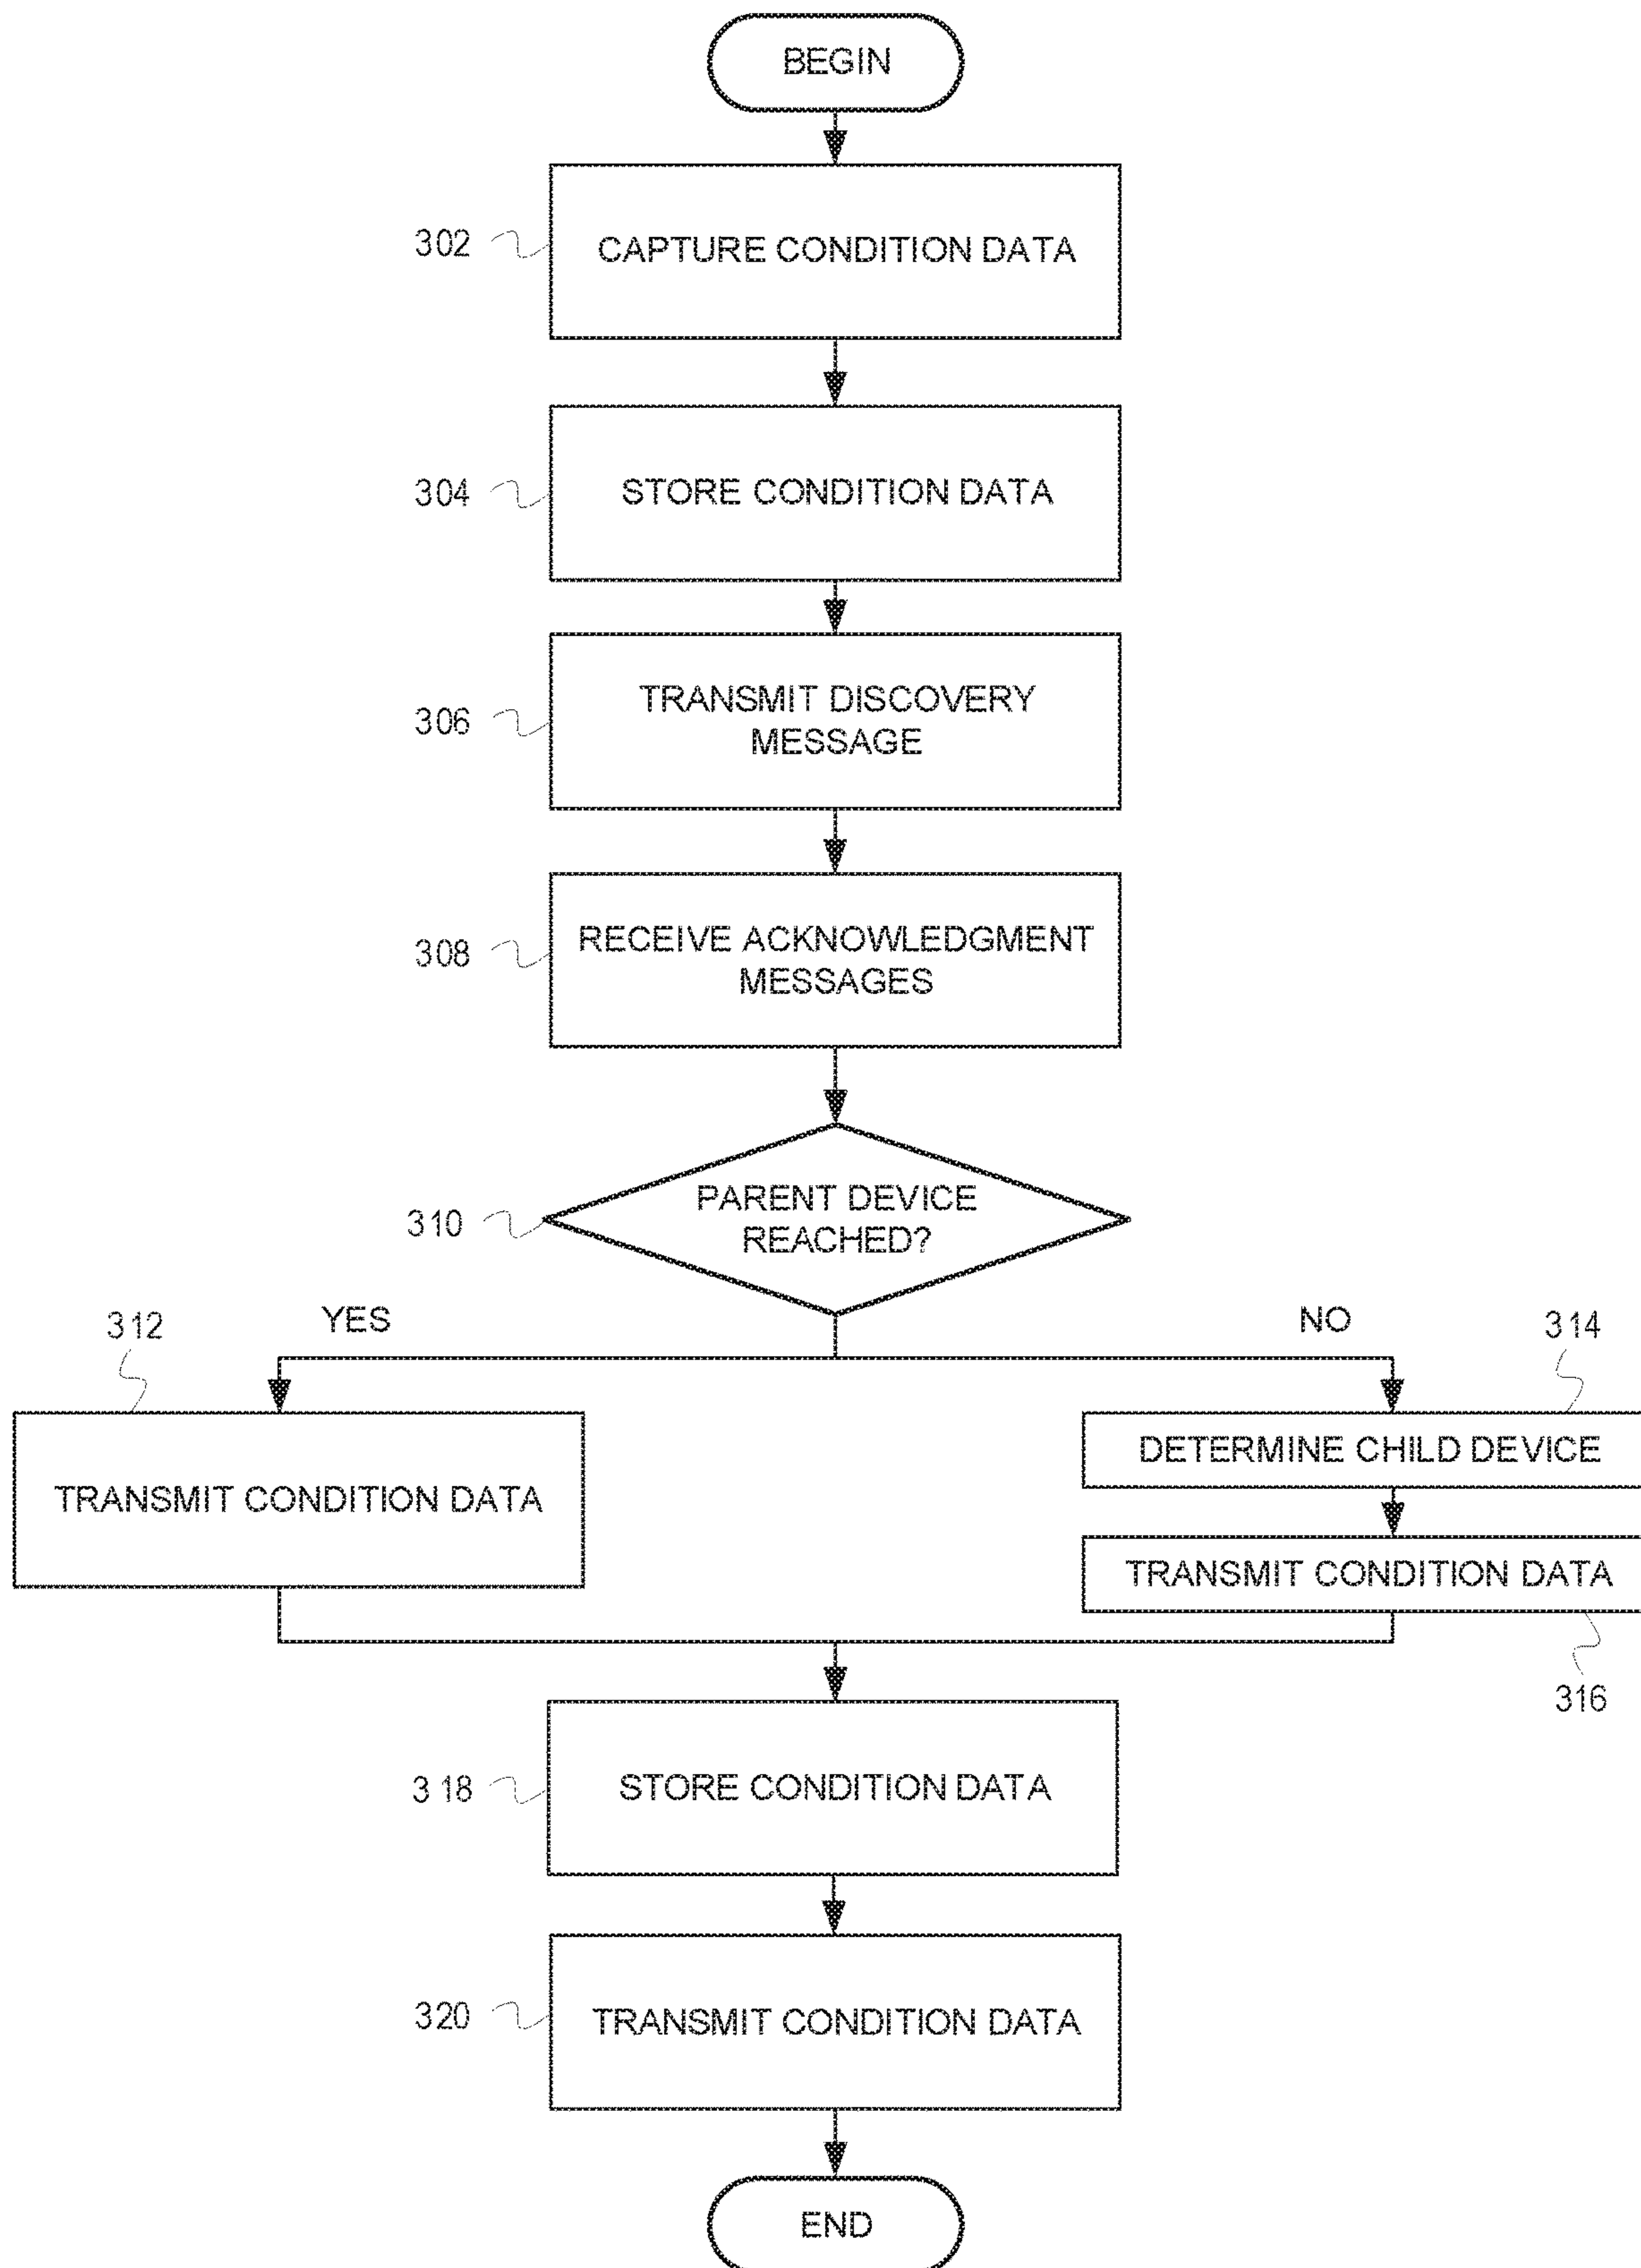 BEGIN
302
CAPTURE CONDITION DATA
304
STORE CONDITION DATA
306
TRANSMIT DISCOVERY
MESSAGE
308
RECEIVE ACKNOWLEDGMENT
MESSAGES
310
PARENT DEVICE
REACHED?
312
YES
NO
314
TRANSMIT CONDITION DATA
DETERMINE CHILD DEVICE
TRANSMIT CONDITION DATA
316
318
STORE CONDITION DATA
320
TRANSMIT CONDITION DATA
END